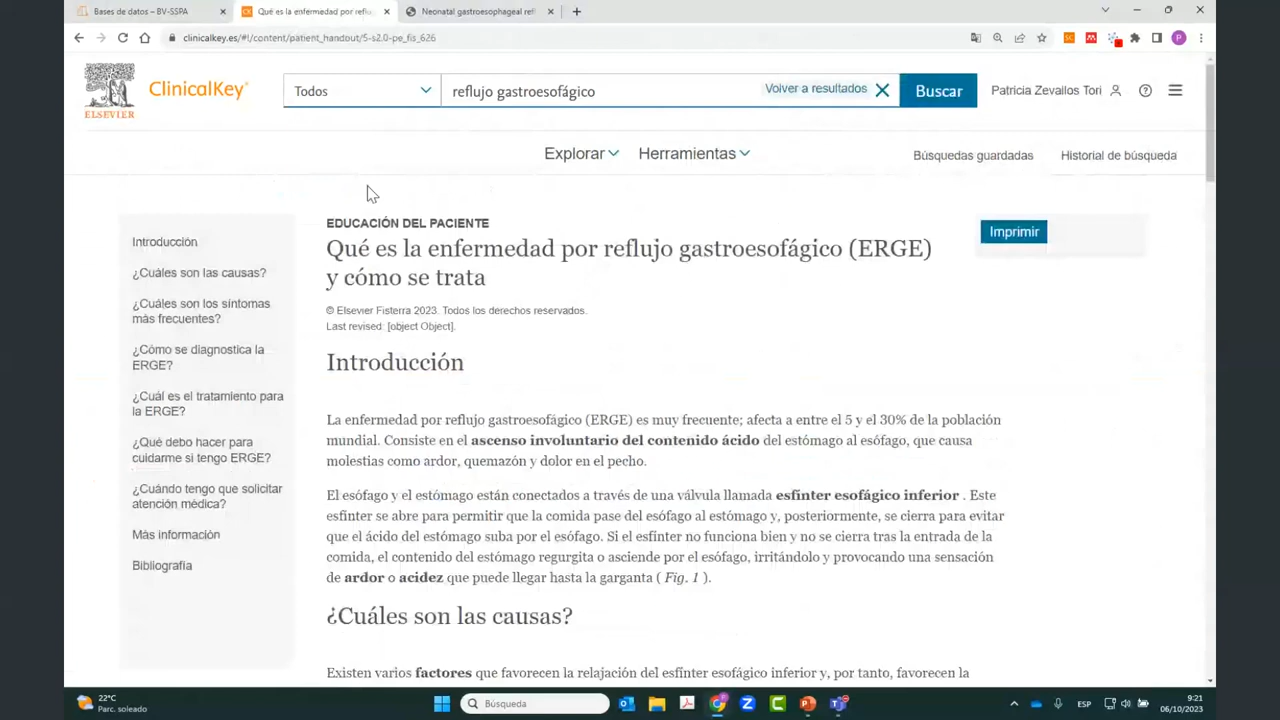 Bases de datos – BV-SSPA
Qué es la enfermedad por reflu
Neonatal gastroesophageal refl
clinicalkey.es/#!/content/patient_handout/5-s2.0-pe_fis_626
P
ELSEVIER
ClinicalKey
Todos
reflujo gastroesofágico
Volver a resultados
Buscar
Patricia Zevallos Tori
Explorar
Herramientas
Búsquedas guardadas
Historial de búsqueda
Introducción
¿Cuáles son las causas?
¿Cuáles son los síntomas
más frecuentes?
¿Cómo se diagnostica la
ERGE?
¿Cuál es el tratamiento para
la ERGE?
¿Qué debo hacer para
cuidarme si tengo ERGE?
¿Cuándo tengo que solicitar
atención médica?
Más información
Bibliografía
EDUCACIÓN DEL PACIENTE
Qué es la enfermedad por reflujo gastroesofágico (ERGE)
y cómo se trata
© Elsevier Fisterra 2023. Todos los derechos reservados.
Last revised: [object Object].
Imprimir
Introducción
La enfermedad por reflujo gastroesofágico (ERGE) es muy frecuente; afecta a entre el 5 y el 30% de la población
mundial. Consiste en el ascenso involuntario del contenido ácido del estómago al esófago, que causa
molestias como ardor, quemazón y dolor en el pecho.
El esófago y el estómago están conectados a través de una válvula llamada esfínter esofágico inferior . Este
esfínter se abre para permitir que la comida pase del esófago al estómago y, posteriormente, se cierra para evitar
que el ácido del estómago suba por el esófago. Si el esfínter no funciona bien y no se cierra tras la entrada de la
comida, el contenido del estómago regurgita o asciende por el esófago, irritándolo y provocando una sensación
de ardor o acidez que puede llegar hasta la garganta ( Fig. 1 ).
¿Cuáles son las causas?
Existen varios factores que favorecen la relajación del esfínter esofágico inferior y, por tanto, favorecen la
22°C
Parc. soleado
Búsqueda
ESP
9:21
06/10/2023